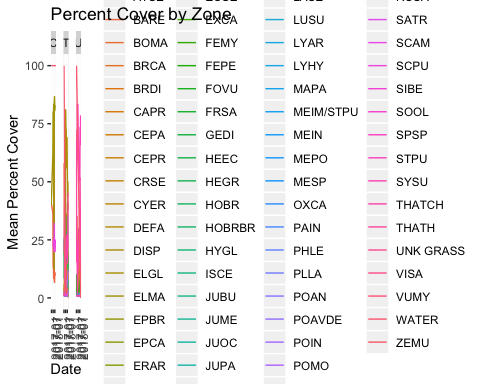 Percent Cover by Zone
C T U
Mean Percent Cover
100
75
50
25
0
Date
BARE
BOMA
BRCA
BRDI
CAPR
CEPA
CEPR
CRSE
CYER
DEFA
DISP
ELGL
ELMA
EPBR
EPCA
ERAR
EXCA
FEMY
FEPE
FOVU
FRSA
GEDI
HEEC
HEGR
HOBR
HOBRBR
HYGL
ISCE
JUBU
JUME
JUOC
JUPA
LUSU
LYAR
LYHY
MAPA
MEIM/STPU
MEIN
MEPO
MESP
OXCA
PAIN
PHLE
PLLA
POAN
POAVDE
POIN
POMO
SATR
SCAM
SCPU
SIBE
SOOL
SPSP
STPU
SYSU
THATCH
THATH
UNK GRASS
VISA
VUMY
WATER
ZEMU